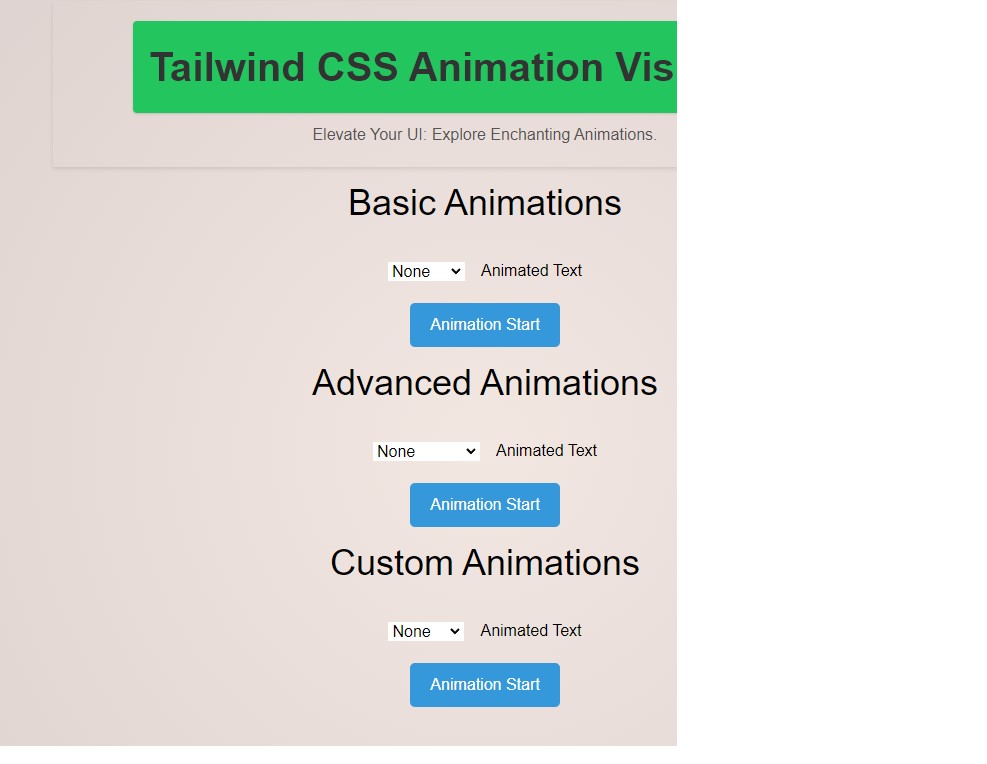 Tailwind CSS Animation Vis
Elevate Your UI: Explore Enchanting Animations.
Basic Animations
None Animated Text
Animation Start
Advanced Animations
None Animated Text
Animation Start
Custom Animations
None Animated Text
Animation Start